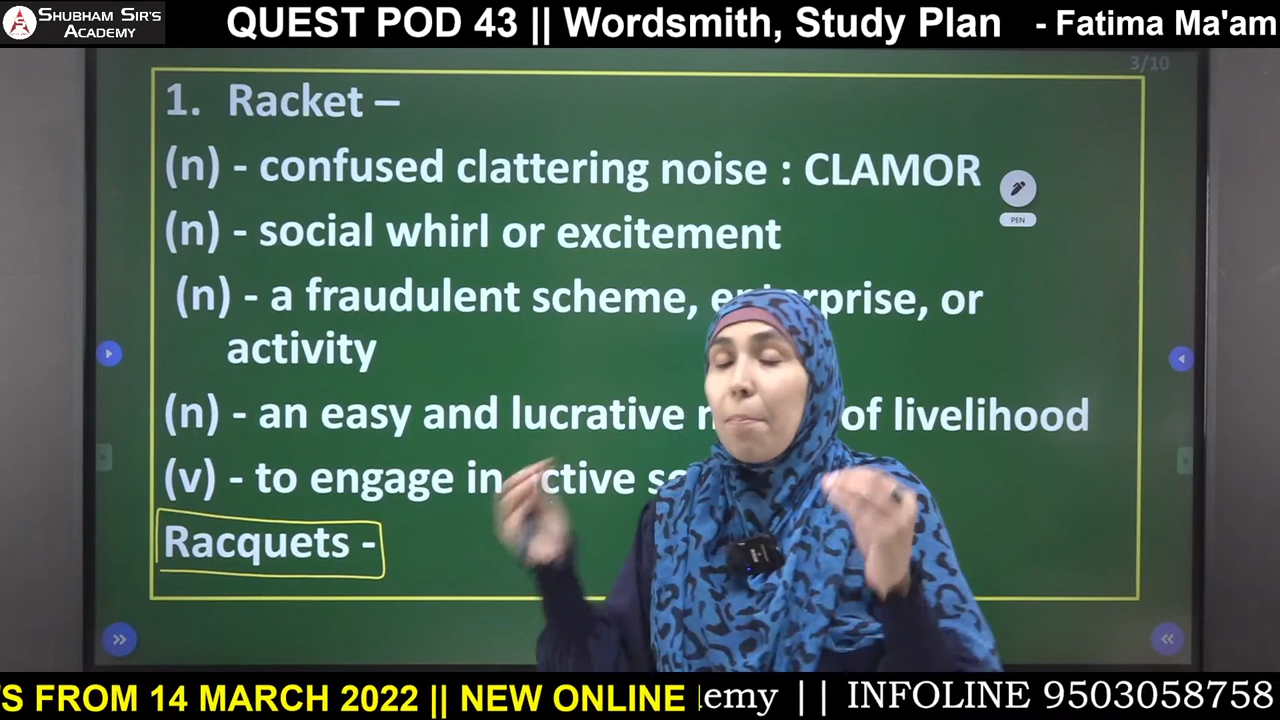 SHUBHAM SIR'S
ACADEMY
QUEST POD 43 || Wordsmith, Study Plan - Fatima Ma'am
3/10
1. Racket –
(n) - confused clattering noise : CLAMOR
PEN
(n) - social whirl or excitement
(n) - a fraudulent scheme, or
activity
(n) - an easy and lucrative of livelihood
(v) - to engage in
Racquets -
FROM 14 MARCH 2022 || NEW ONLINE || INFOLINE 9503058758